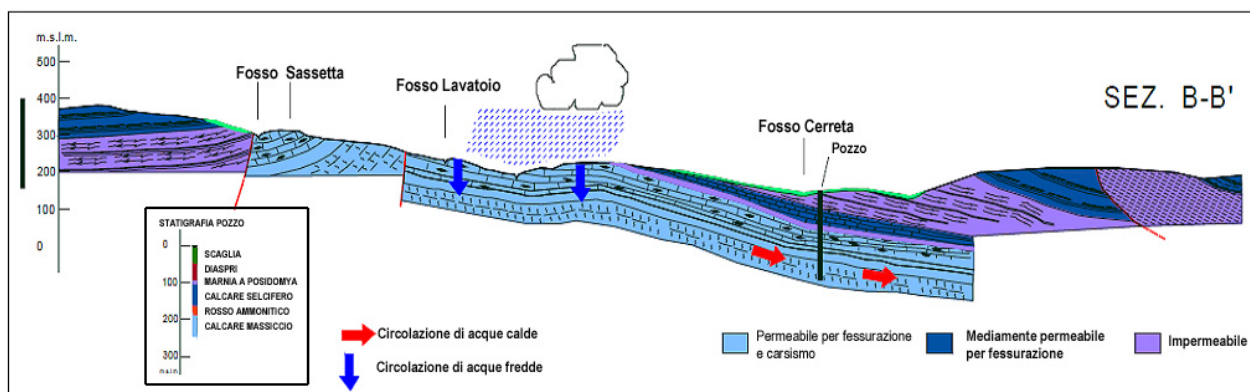 m.s.l.m.
500
400
300
200
100
0
Fosso Sassetta
Fosso Lavatoio
Fosso Cerreta
Pozzo
SEZ. B-B'
STATIGRAFIA POZZO
0
100
200
300
m.s.l.m.
SCAGLIA
DIASPRI
MARNIA A POSIDOMYA
CALCARE SELCIFERO
ROSSO AMMONITICO
CALCARE MASSICCIO
Circolazione di acque calde
Circolazione di acque fredde
Permeabile per fessurazione
e carsismo
Mediamente permeabile
per fessurazione
Impermeabile